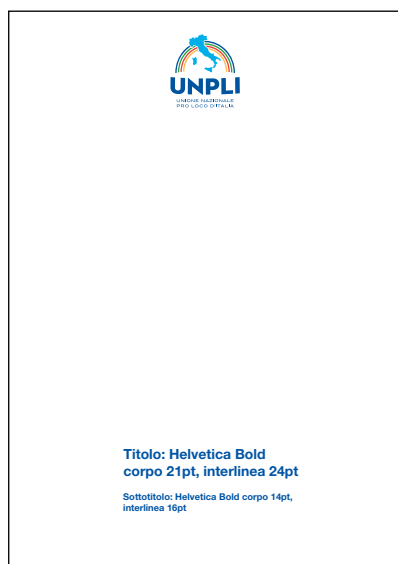 UNPLI
UNIONE NAZIONALE
PRO LOCO D'ITALIA
Titolo: Helvetica Bold
corpo 21pt, interlinea 24pt
Sottotitolo: Helvetica Bold corpo 14pt,
interlinea 16pt